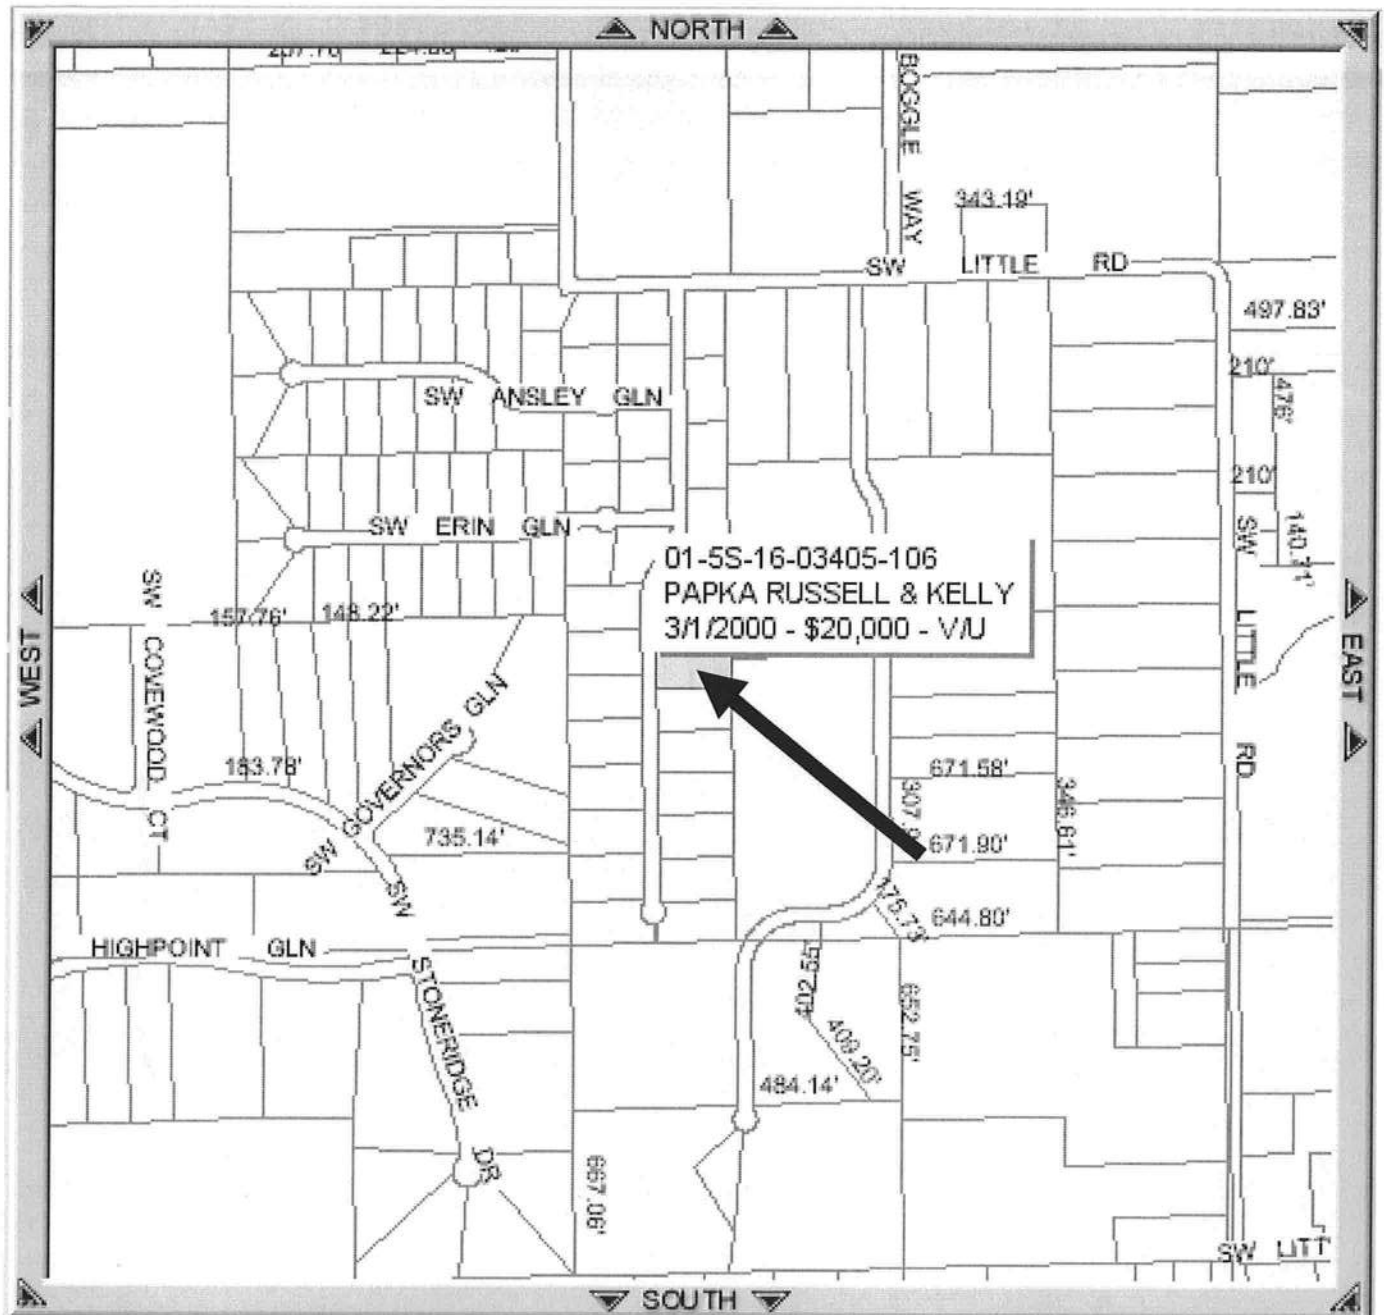 NORTH
BOGGLE WAY
343.19'
SW LITTLE RD
497.83'
210'
476'
SW ANSLEY GLN
210'
SW ERIN GLN
SW
140.71'
01-5S-16-03405-106
PAPKA RUSSELL & KELLY
3/1/2000 - $20,000 - V/U
WEST
EAST
SW COVEWOOD CT
157.76'
148.22'
LITTLE RD
SW GOVERNORS GLN
183.78'
671.58'
346.61'
735.14'
671.90'
SW STONERIDGE DR
175.73'
644.80'
HIGHPOINT GLN
402.55'
652.75'
409.20'
484.14'
667.06'
SW LITT
SOUTH